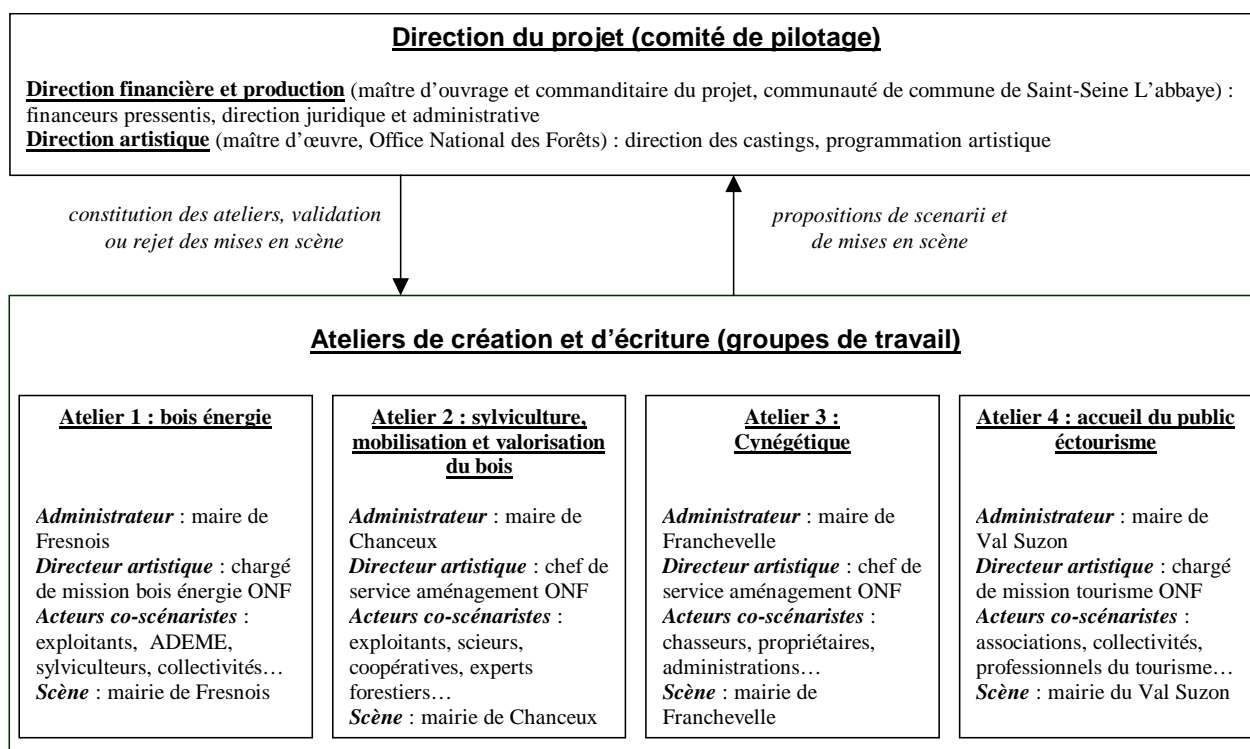 Direction du projet (comité de pilotage)
Direction financière et production (maître d’ouvrage et commanditaire du projet, communauté de commune de Saint-Seine L’abbaye) :
financeurs pressentis, direction juridique et administrative
Direction artistique (maître d’œuvre, Office National des Forêts) : direction des castings, programmation artistique
constitution des ateliers, validation
ou rejet des mises en scène
propositions de scenarii et
de mises en scène
Ateliers de création et d’écriture (groupes de travail)
Atelier 1 : bois énergie
Administrateur : maire de
Fresnois
Directeur artistique : chargé
de mission bois énergie ONF
Acteurs co-scénaristes :
exploitants, ADEME,
sylviculteurs, collectivités…
Scène : mairie de Fresnois
Atelier 2 : sylviculture,
mobilisation et valorisation
du bois
Administrateur : maire de
Chanceux
Directeur artistique : chef de
service aménagement ONF
Acteurs co-scénaristes :
exploitants, scieurs,
coopératives, experts
forestiers…
Scène : mairie de Chanceux
Atelier 3 :
Cynégétique
Administrateur : maire de
Franchevelle
Directeur artistique : chef de
service aménagement ONF
Acteurs co-scénaristes :
chasseurs, propriétaires,
administrations…
Scène : mairie de
Franchevelle
Atelier 4 : accueil du public
éctourisme
Administrateur : maire de
Val Suzon
Directeur artistique : chargé
de mission tourisme ONF
Acteurs co-scénaristes :
associations, collectivités,
professionnels du tourisme…
Scène : mairie du Val Suzon